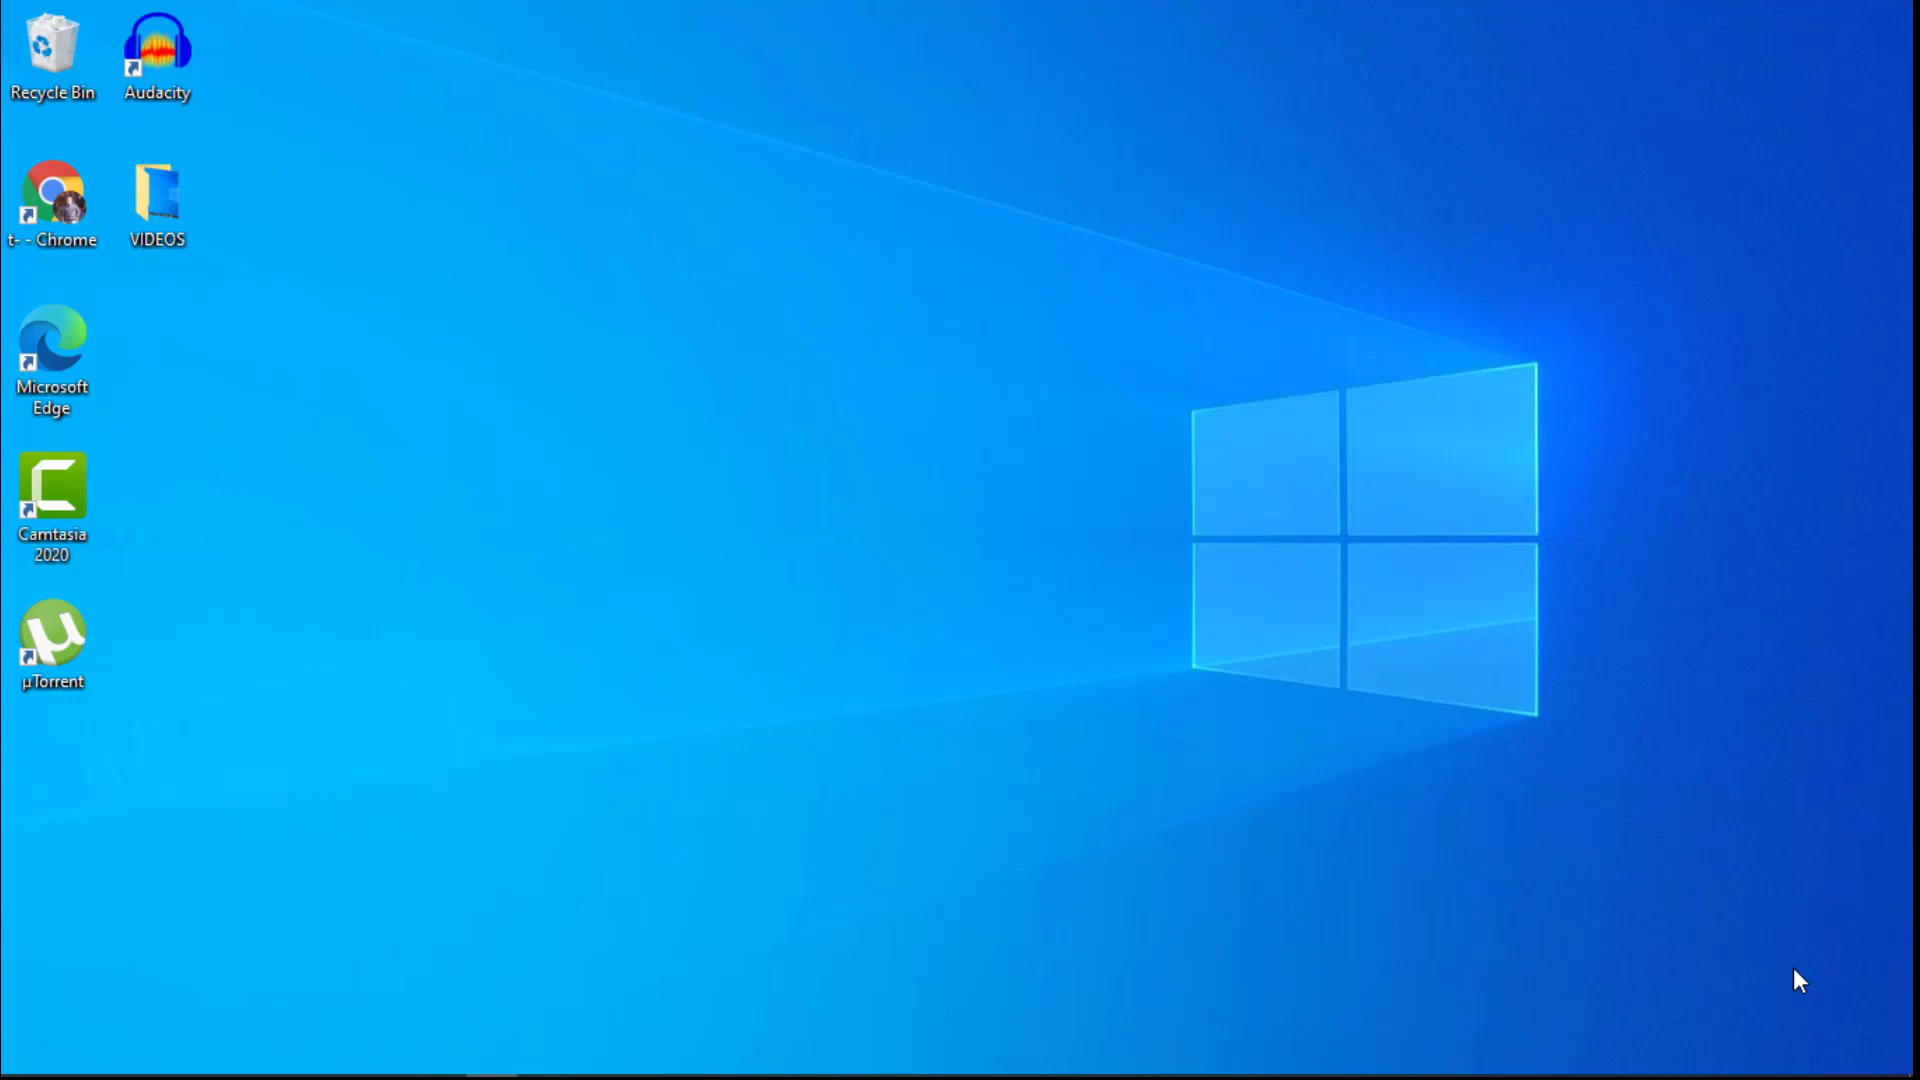 Recycle Bin
Audacity
t- - Chrome
VIDEOS
Microsoft
Edge
Camtasia
2020
µTorrent